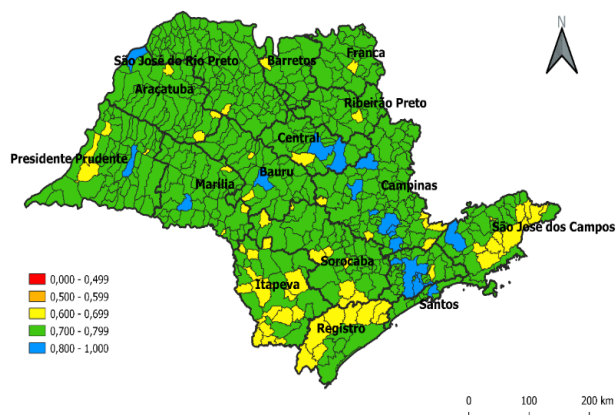 N
São José do Rio Preto
Barretos
Franca
Araçatuba
Ribeirão Preto
Central
Presidente Prudente
Bauru
Marília
Campinas
São José dos Campos
Sorocaba
Itapeva
Santos
Registro
0,000 - 0,499
0,500 - 0,599
0,600 - 0,699
0,700 - 0,799
0,800 - 1,000
0 100 200 km